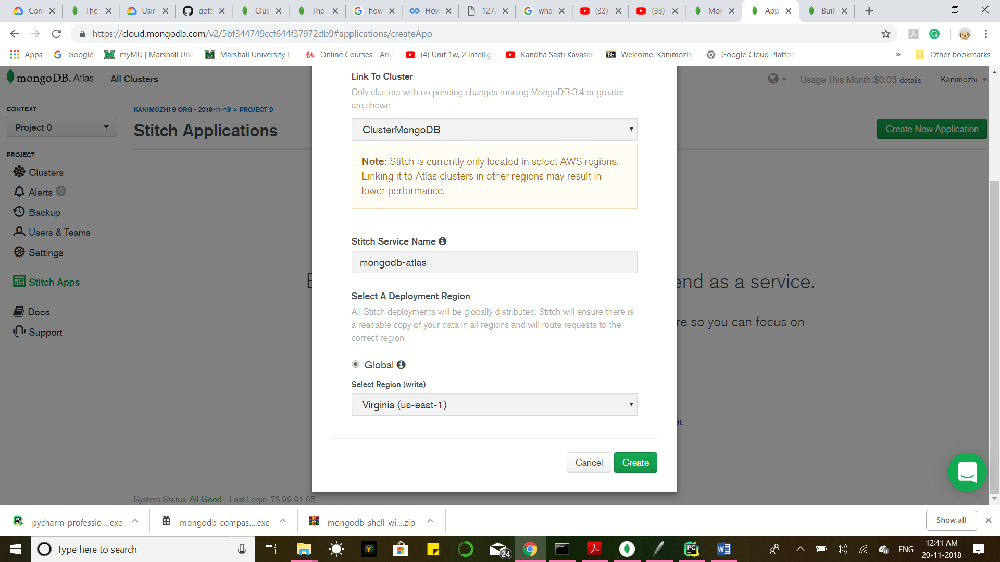 Con
The
Usin
getti
Clus
The
how
How
127.
wha
(33)
(33)
Mon
App
Buil
https://cloud.mongodb.com/v2/5bf344749ccf644f37972db9#applications/createApp
Apps
Google
myMU | Marshall Uni
Marshall University Li
Online Courses - Any
(4) Unit 1w, 2 Intellig
Kandha Sasti Kavasam
Welcome, Kanimozhi
Google Cloud Platfor
»
Other bookmarks
mongoDB. Atlas
All Clusters
Usage This Month:$0.03 details
Kanimozhi
CONTEXT
Project 0
PROJECT
Clusters
Alerts 0
Backup
Users & Teams
Settings
Stitch Apps
Docs
Support
KANIMOZHI'S ORG - 2018-11-19 > PROJECT 0
Stitch Applications
Create New Application
Link To Cluster
Only clusters with no pending changes running MongoDB 3.4 or greater
are shown
ClusterMongoDB
Note: Stitch is currently only located in select AWS regions.
Linking it to Atlas clusters in other regions may result in
lower performance.
Stitch Service Name
mongodb-atlas
end as a service.
Select A Deployment Region
All Stitch deployments will be globally distributed. Stitch will ensure there is
a readable copy of your data in all regions and will route requests to the
correct region.
re so you can focus on
Global
Select Region (write)
Virginia (us-east-1)
er.
Cancel
Create
System Status: All Good Last Login: 73.99.91.65
pycharm-professio....exe
mongodb-compas....exe
mongodb-shell-wi....zip
Show all
Type here to search
24
ENG
12:41 AM
20-11-2018